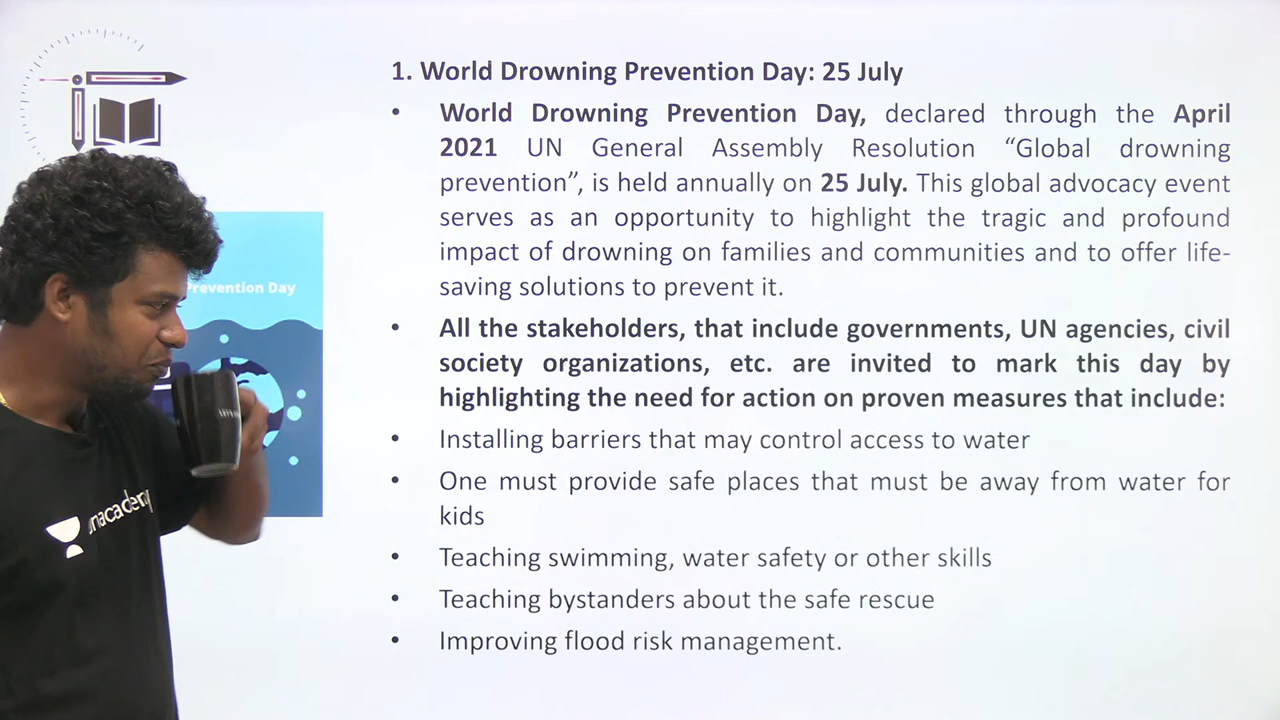 1. World Drowning Prevention Day: 25 July
• World Drowning Prevention Day, declared through the April
2021 UN General Assembly Resolution “Global drowning
prevention”, is held annually on 25 July. This global advocacy event
serves as an opportunity to highlight the tragic and profound
impact of drowning on families and communities and to offer life-
saving solutions to prevent it.
• All the stakeholders, that include governments, UN agencies, civil
society organizations, etc. are invited to mark this day by
highlighting the need for action on proven measures that include:
• Installing barriers that may control access to water
• One must provide safe places that must be away from water for
kids
• Teaching swimming, water safety or other skills
• Teaching bystanders about the safe rescue
• Improving flood risk management.
Prevention Day
unacademy